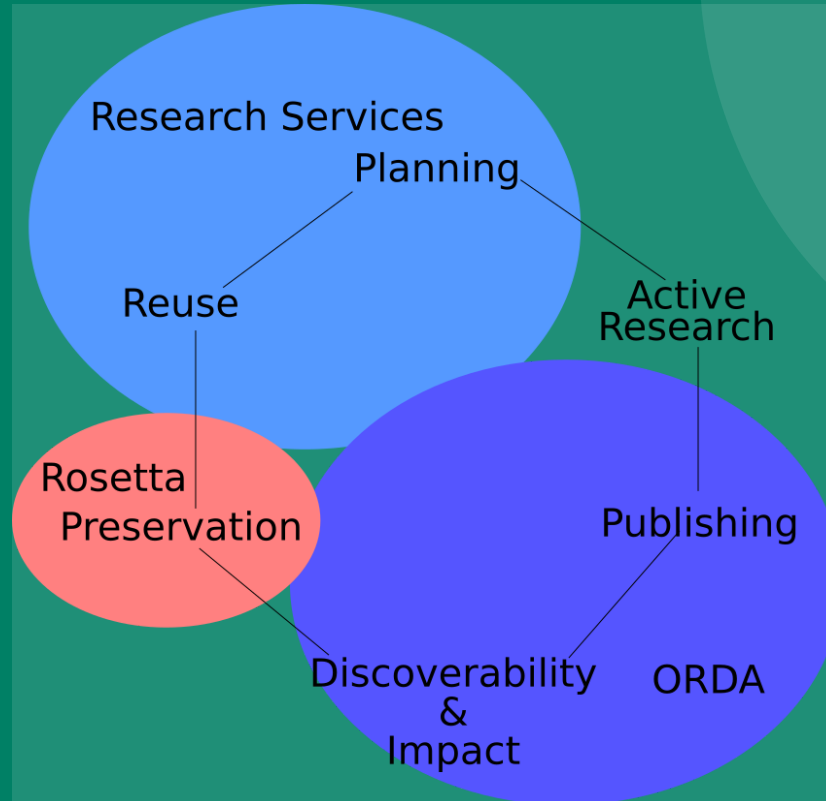 Research Services
Planning
Reuse
Active
Research
Rosetta
Preservation
Publishing
Discoverability
&
Impact
ORDA